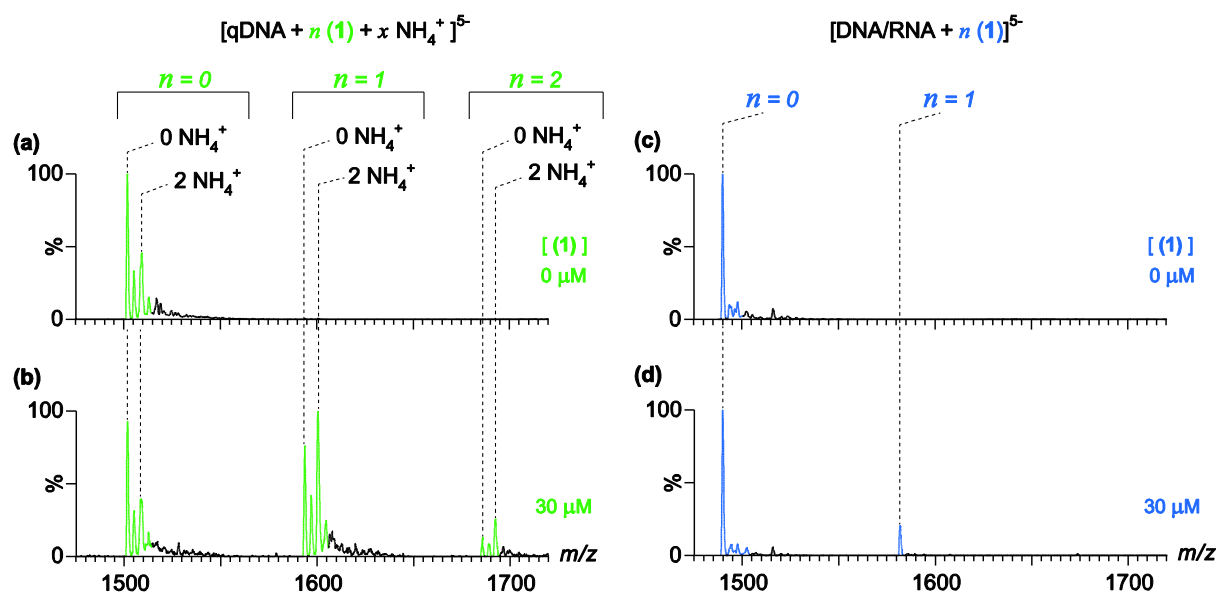 [qDNA + n (1) + x NH4+ ]5-
n = 0
n = 1
n = 2
(a)
0 NH4+
2 NH4+
0 NH4+
2 NH4+
0 NH4+
2 NH4+
100
%
0
[ (1) ]
0 µM
(b)
100
%
0
30 µM
m/z
1500
1600
1700
[DNA/RNA + n (1)]5-
n = 0
n = 1
(c)
100
%
0
[ (1) ]
0 µM
(d)
100
%
0
30 µM
m/z
1500
1600
1700